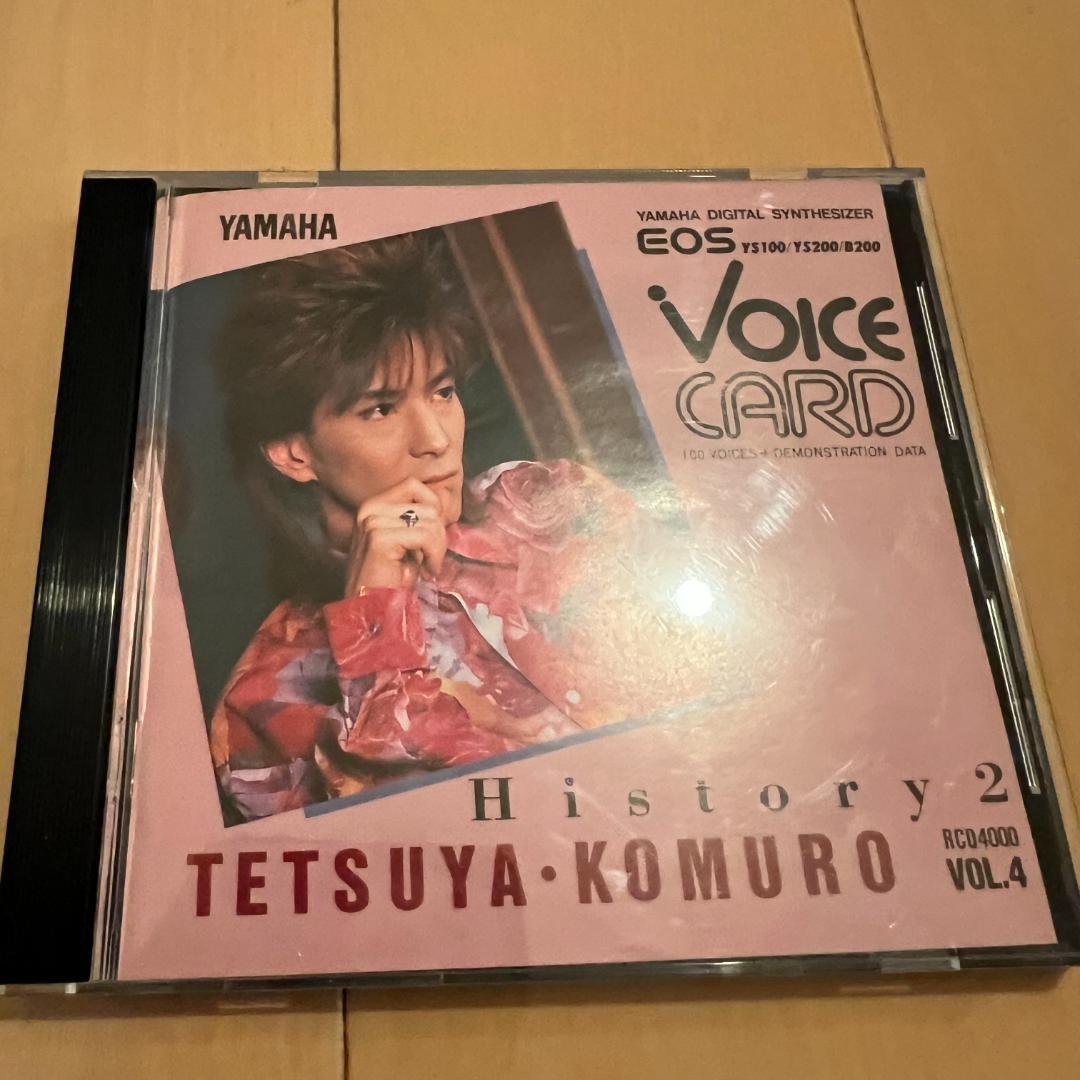 YAMAHA
YAMAHA DIGITAL SYNTHESIZER
EOS YS100/YS200/B200
VOICE
CARD
100 VOICES+DEMONSTRATION DATA
History 2
TETSUYA・KOMURO
RCD4000
VOL.4